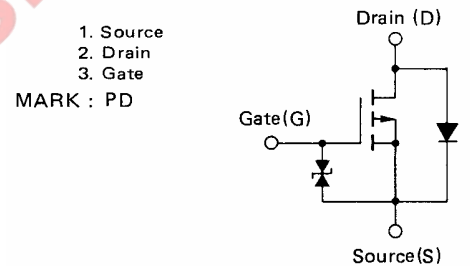 1. Source
2. Drain
3. Gate
MARK : PD
Drain (D)
Gate(G)
Source(S)